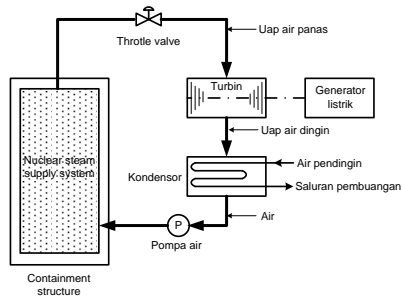 Throtle valve
Uap air panas
Turbin
Generator
listrik
Uap air dingin
Nuclear steam
supply system
Kondensor
Air pendingin
Saluran pembuangan
Air
P
Pompa air
Containment
structure